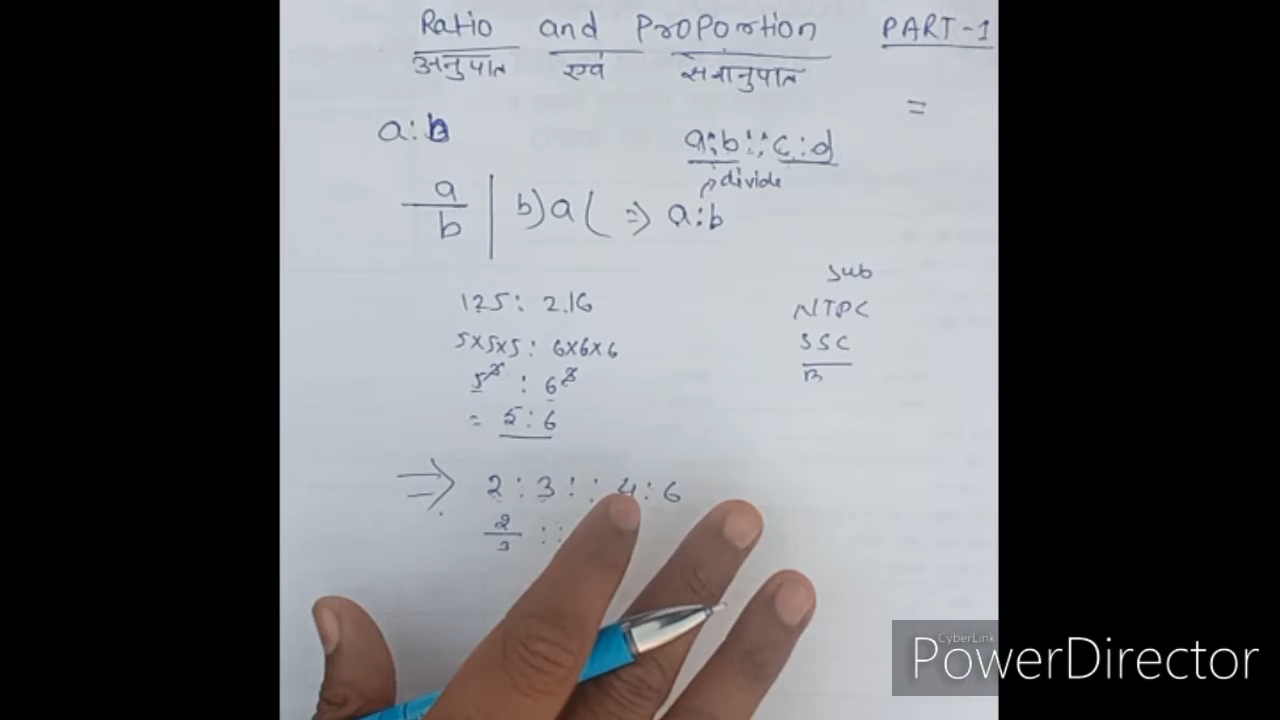 Ratio and Proportion PART-1
अनुपात एवं समानुपात
=
a:b
a:b::c:d
divide
a/b | b)a( => a:b
125: 216
5x5x5: 6x6x6
5³ : 6³
= 5:6
=> 2:3::4:6
2/3 ::
Sub
NTPC
SSC
CyberLink
PowerDirector